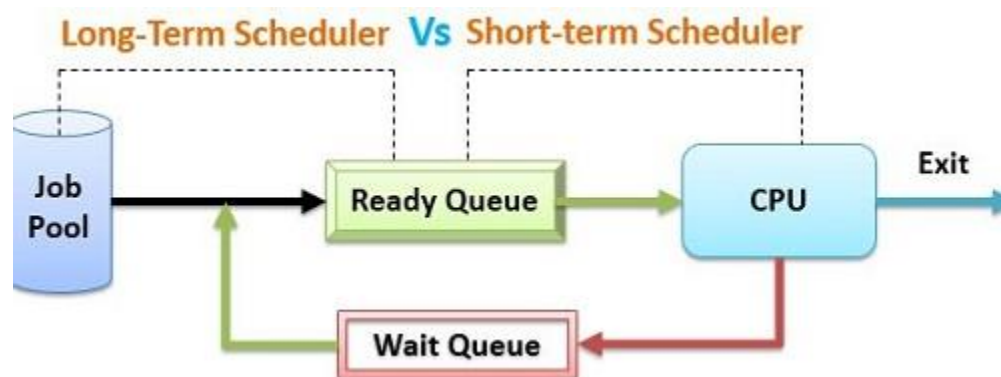 Long-Term Scheduler Vs Short-term Scheduler
Job
Pool
Ready Queue
CPU
Exit
Wait Queue